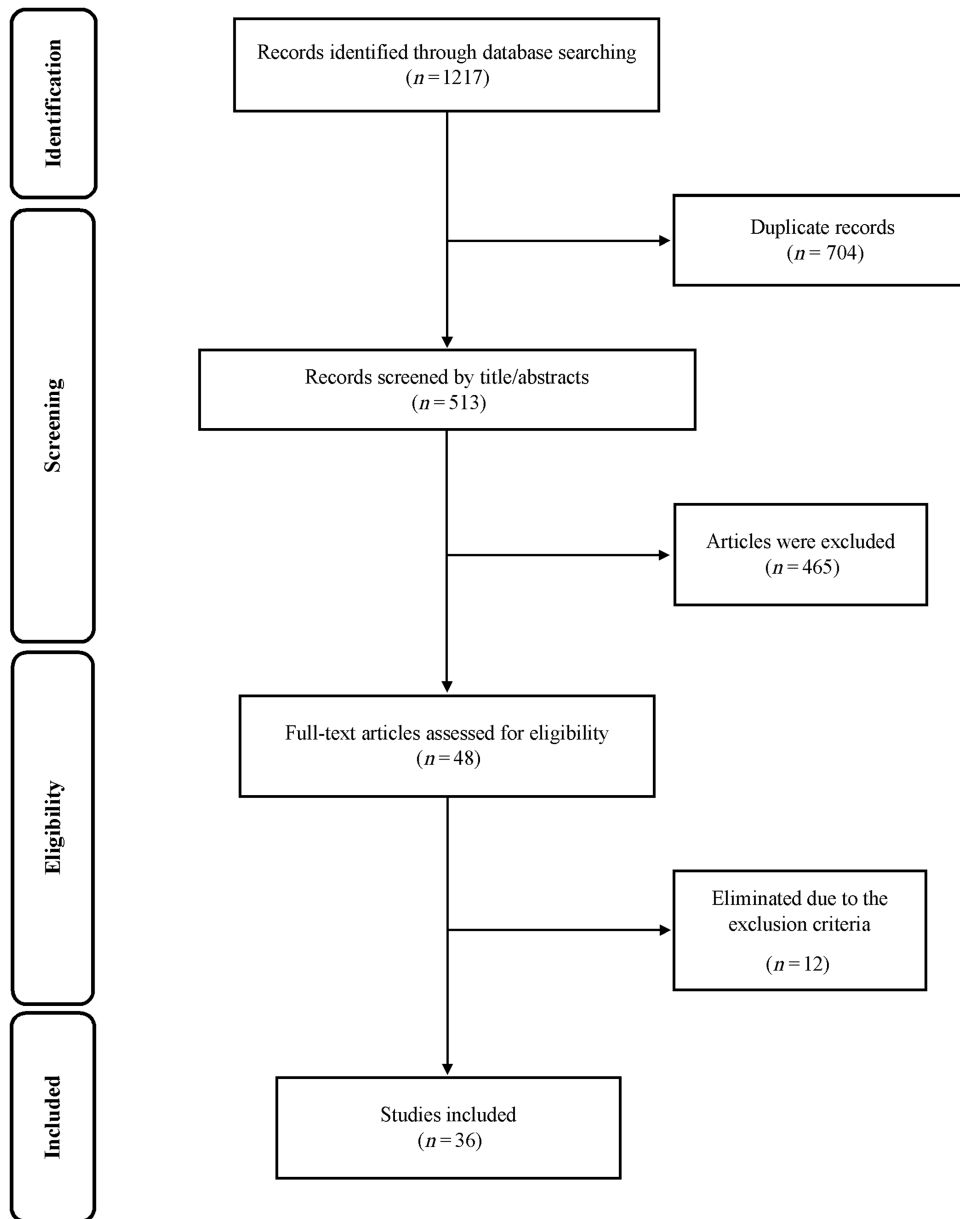 Identification
Records identified through database searching
(n = 1217)
Duplicate records
(n = 704)
Screening
Records screened by title/abstracts
(n = 513)
Articles were excluded
(n = 465)
Eligibility
Full-text articles assessed for eligibility
(n = 48)
Eliminated due to the
exclusion criteria
(n = 12)
Included
Studies included
(n = 36)